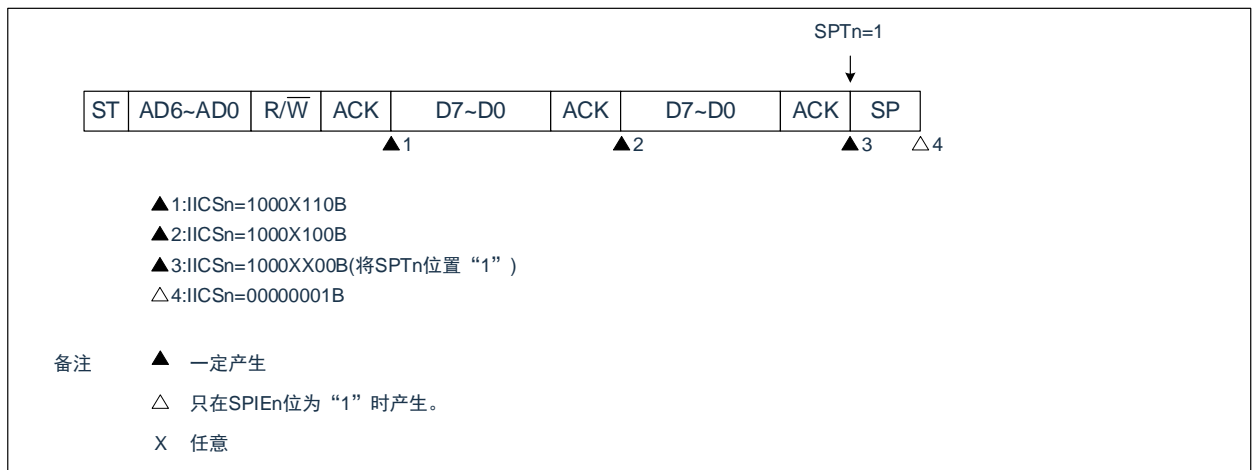 SPTn=1
ST AD6~AD0 R/W̅ ACK D7~D0 ACK D7~D0 ACK SP
▲1 ▲2 ▲3 △4
▲1:IICSn=1000X110B
▲2:IICSn=1000X100B
▲3:IICSn=1000XX00B(将SPTn位置“1”)
△4:IICSn=00000001B
备注 ▲ 一定产生
△ 只在SPIEn位为“1”时产生。
X 任意